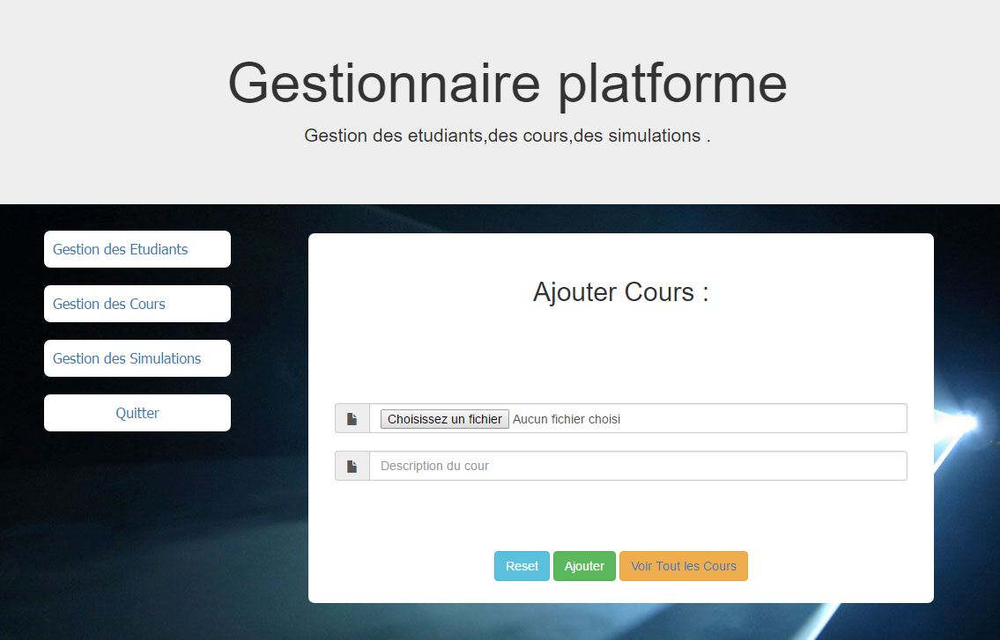 Gestionnaire platforme
Gestion des etudiants,des cours,des simulations .
Gestion des Etudiants
Gestion des Cours
Gestion des Simulations
Quitter
Ajouter Cours :
Choisissez un fichier Aucun fichier choisi
Description du cour
Reset Ajouter Voir Tout les Cours